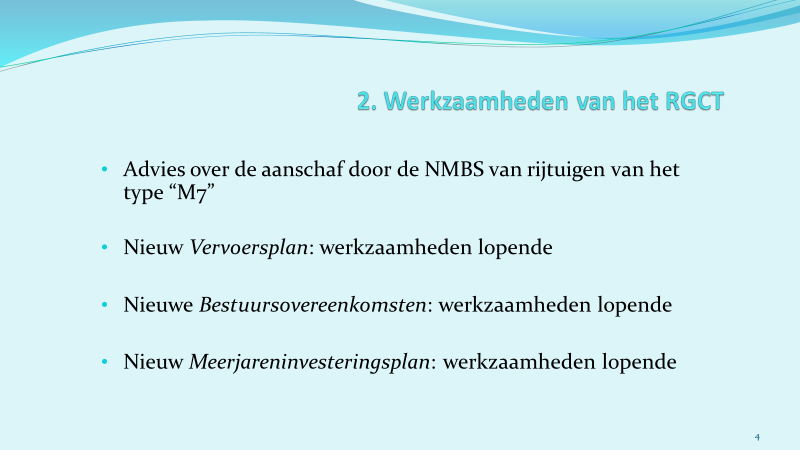 2. Werkzaamheden van het RGCT
• Advies over de aanschaf door de NMBS van rijtuigen van het
type “M7”
• Nieuw Vervoersplan: werkzaamheden lopende
• Nieuwe Bestuursovereenkomsten: werkzaamheden lopende
• Nieuw Meerjareninvesteringsplan: werkzaamheden lopende
4